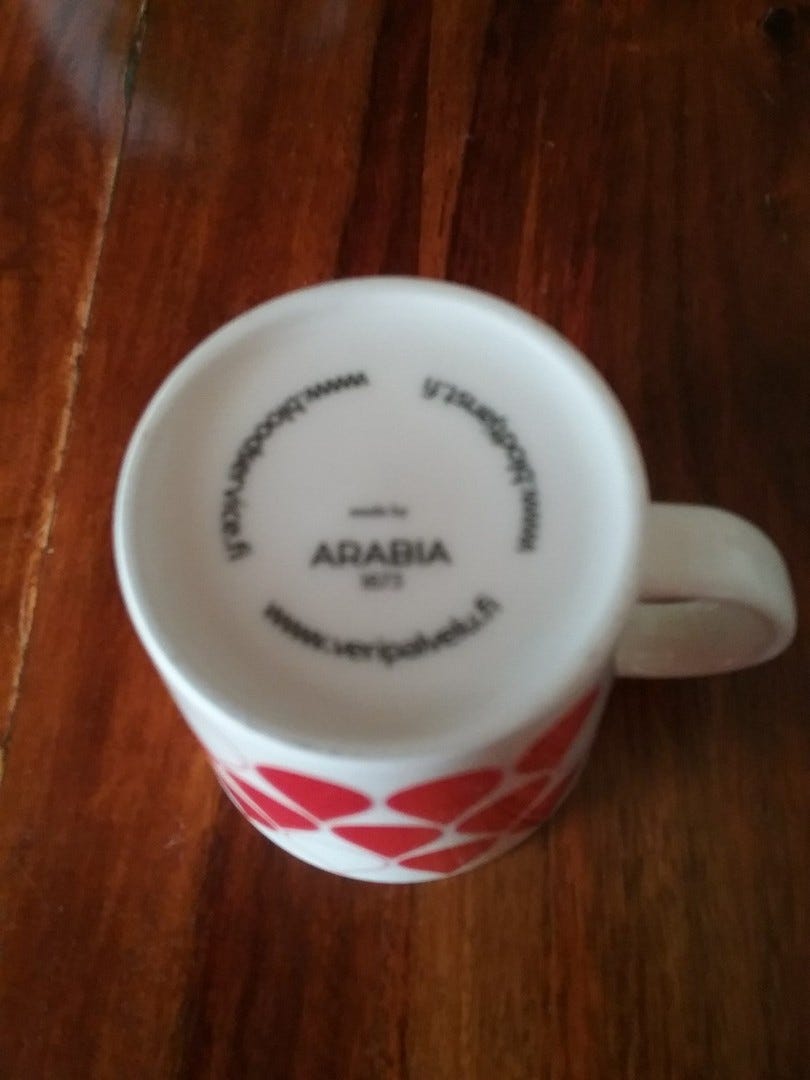 www.bloodservice.fi
www.blodtjanst.fi
made by
ARABIA
1873
www.veripalvelu.fi